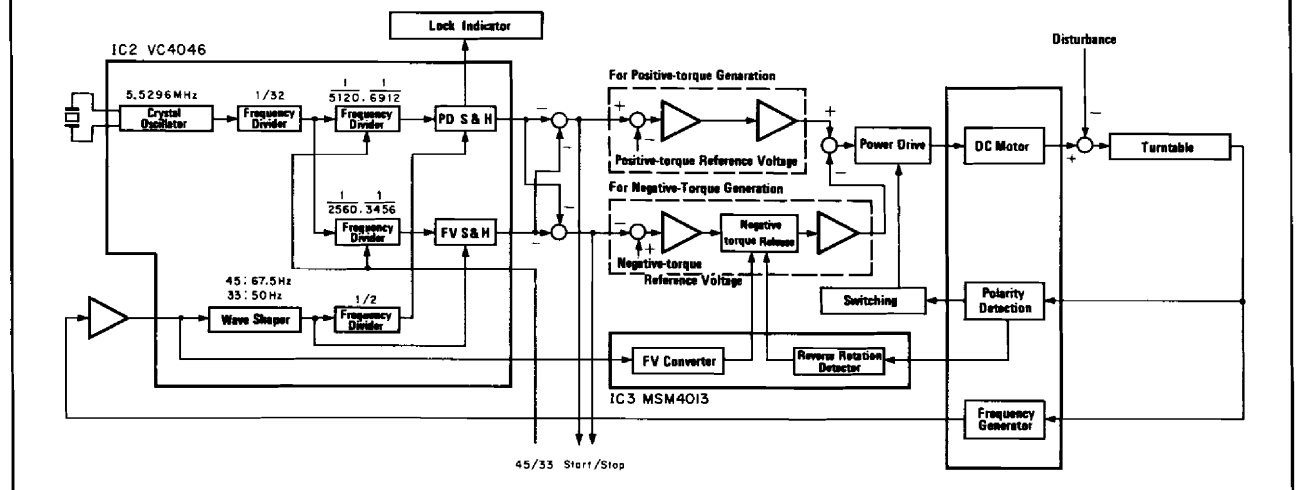 Lock Indicator
IC2 VC4046
Disturbance
For Positive-torque Genaration
5.5296MHz
1/32
1/5120 . 1/6912
Crystal
Oscillator
Frequency
Divider
Frequency
Divider
PD S & H
−
+
−
−
Positive-torque Reference Voltage
+
−
Power Drive
DC Motor
−
+
Turntable
For Negative-Torque Generation
1/2560 . 1/3456
Frequency
Divider
FV S & H
−
−
−
+
Negative
torque Release
Negative-torque
Reference Voltage
45 : 67.5Hz
33 : 50Hz
Wave Shaper
1/2
Frequency
Divider
Switching
Polarity
Detection
FV Converter
Reverse Rotation
Detector
IC3 MSM4013
Frequency
Generator
45/33 Start/Stop